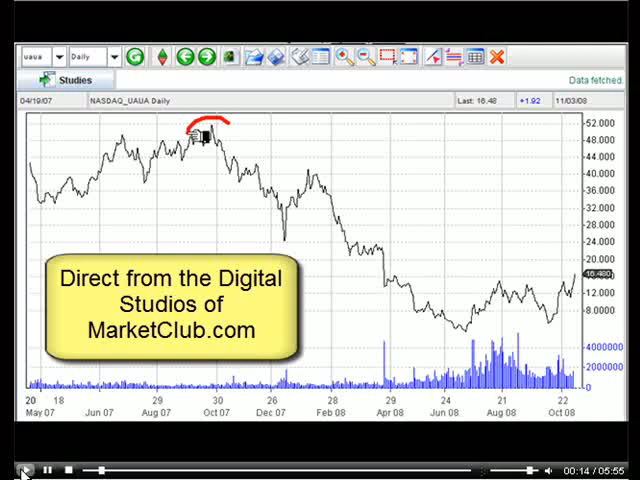 uaua Daily
Studies Data fetched.
04/19/07 NASDAQ_UAUA Daily Last: 16.48 +1.92 11/03/08
52.000
48.000
44.000
40.000
36.000
32.000
28.000
24.000
20.000
16.480
12.000
8.000
Direct from the Digital
Studios of
MarketClub.com
4000000
2000000
0
20 18 29 30 27 28 29 24 26 22
May 07 Jun 07 Aug 07 Oct 07 Dec 07 Feb 08 Apr 08 Jun 08 Aug 08 Oct 08
00:14 / 05:55